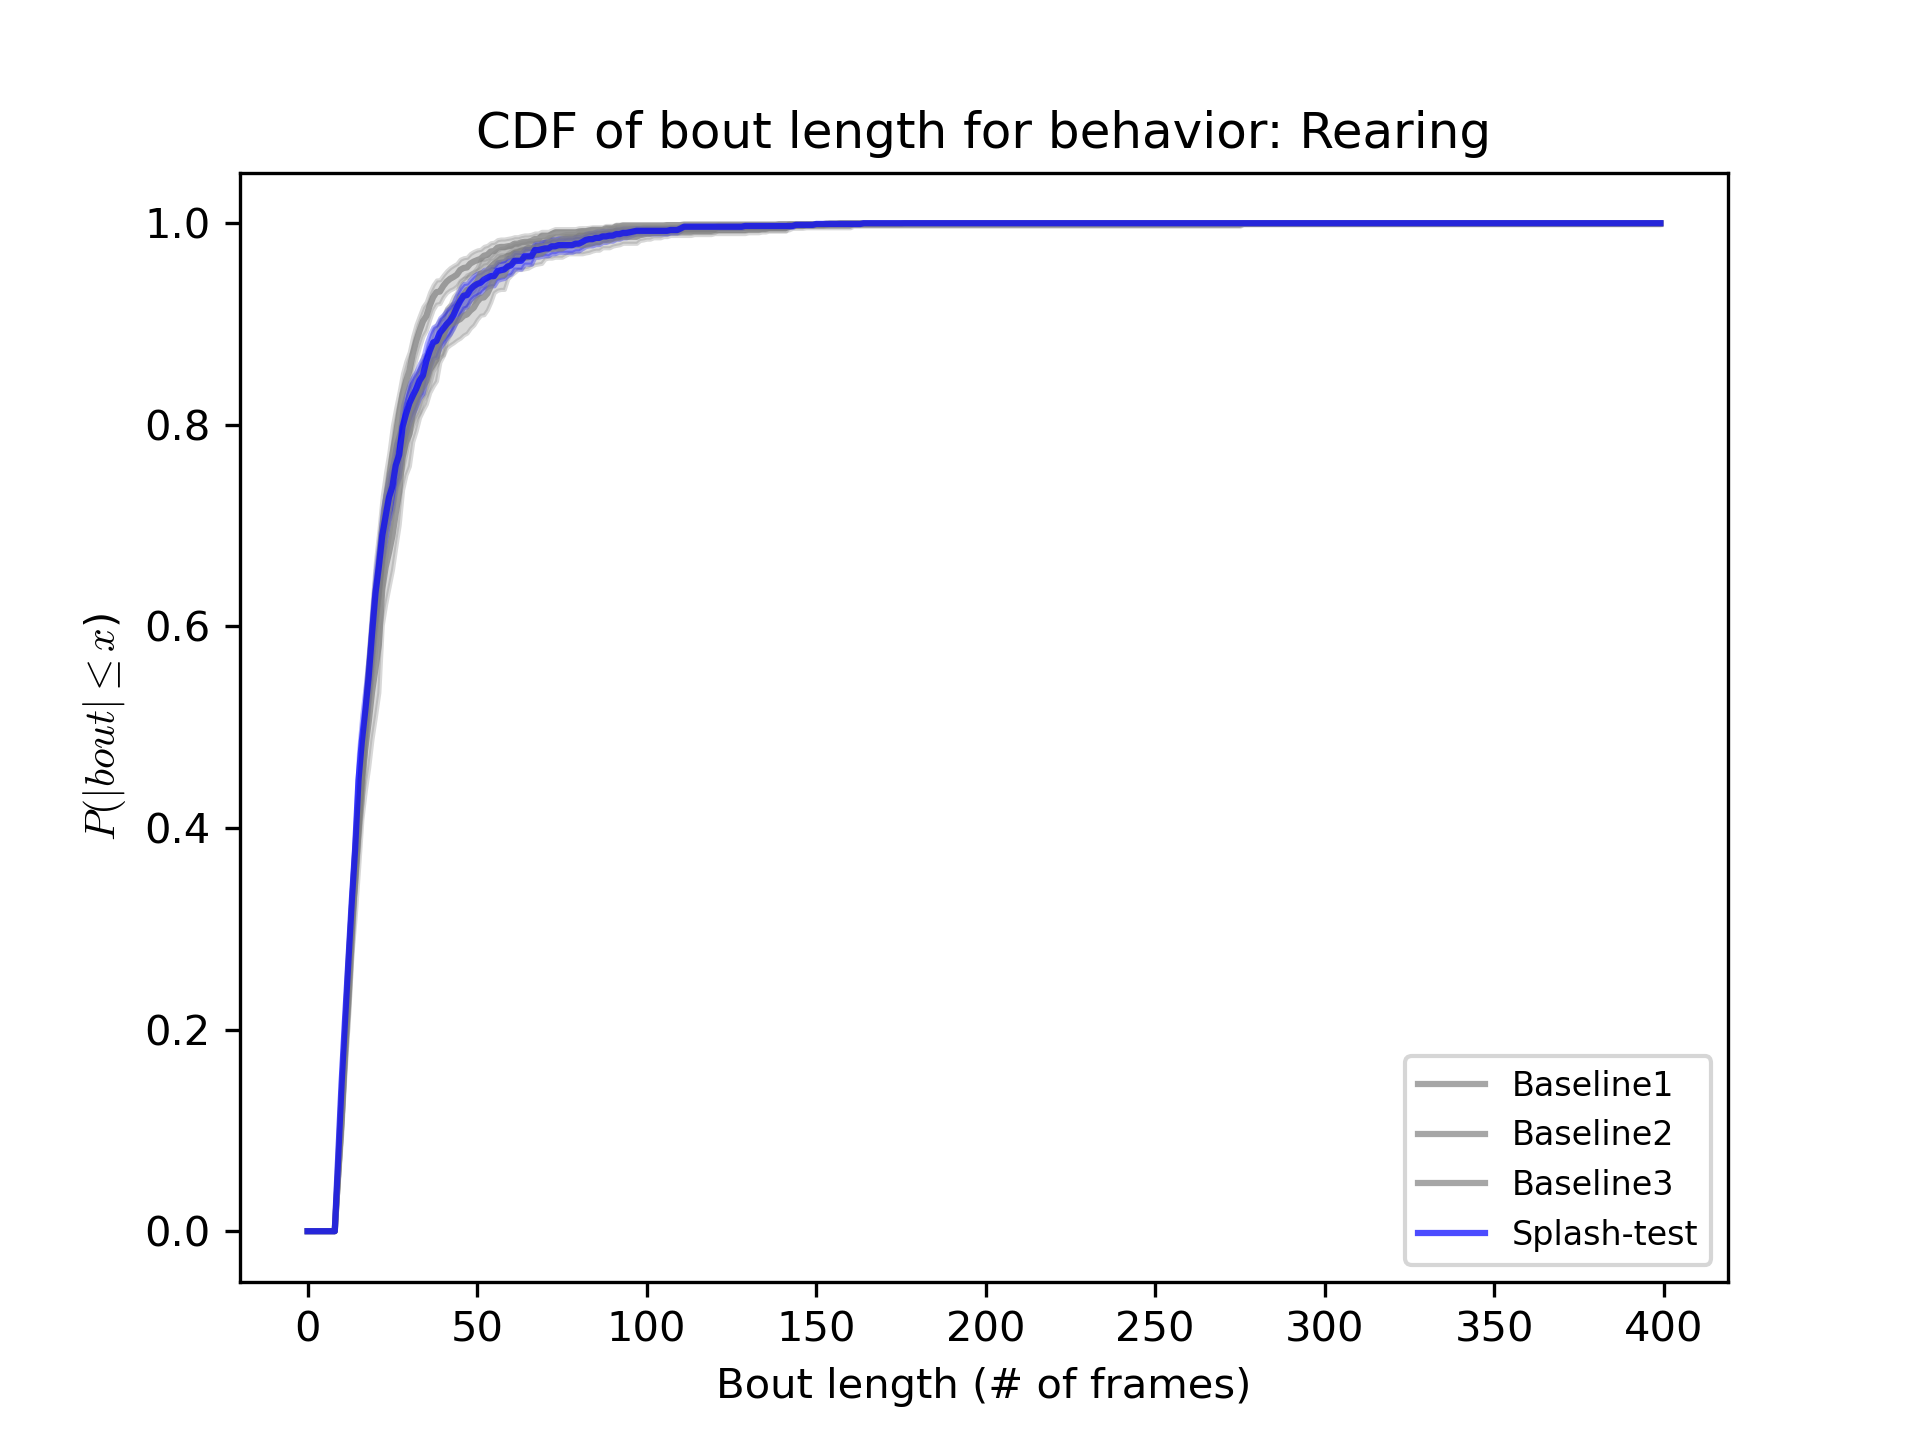 CDF of bout length for behavior: Rearing
P(|bout| ≤ x)
1.0
0.8
0.6
0.4
0.2
0.0
0 50 100 150 200 250 300 350 400
Bout length (# of frames)
Baseline1
Baseline2
Baseline3
Splash-test